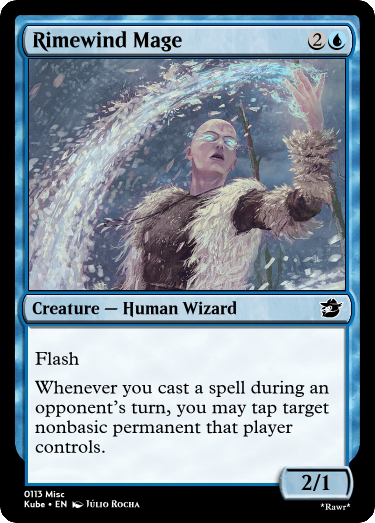 Rimewind Mage 2
Creature — Human Wizard
Flash
Whenever you cast a spell during an
opponent's turn, you may tap target
nonbasic permanent that player
controls.
2/1
0113 Misc
Kube • EN Júlio Rocha
*Rawr*